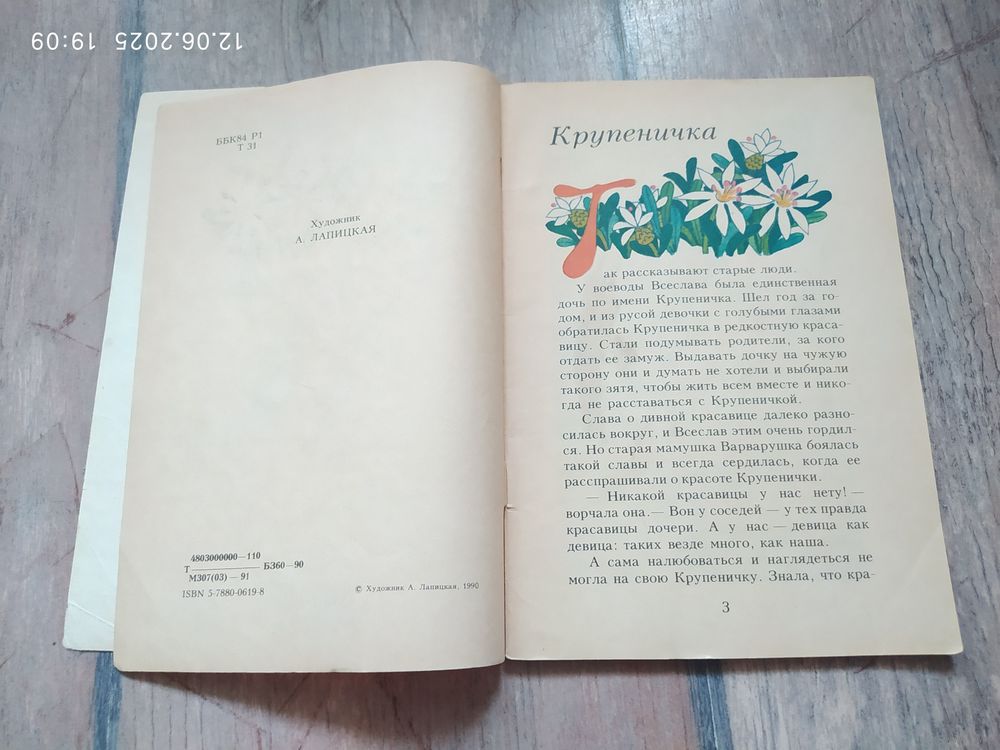 12.06.2025 19:09
ББК84 Р1
Т 31
Художник
А. ЛАПИЦКАЯ
4803000000—110
Т
Б360—90
М307(03)—91
ISBN 5-7880-0619-8
© Художник А. Лапицкая, 1990
Крупеничка
Т
ак рассказывают старые люди.
У воеводы Всеслава была единственная
дочь по имени Крупеничка. Шел год за го-
дом, и из русой девочки с голубыми глазами
обратилась Крупеничка в редкостную краса-
вицу. Стали подумывать родители, за кого
отдать ее замуж. Выдавать дочку на чужую
сторону они и думать не хотели и выбирали
такого зятя, чтобы жить всем вместе и нико-
гда не расставаться с Крупеничкой.
Слава о дивной красавице далеко разно-
силась вокруг, и Всеслав этим очень гордил-
ся. Но старая мамушка Варварушка боялась
такой славы и всегда сердилась, когда ее
расспрашивали о красоте Крупенички.
— Никакой красавицы у нас нету! —
ворчала она.— Вон у соседей — у тех правда
красавицы дочери. А у нас — девица как
девица: таких везде много, как наша.
А сама налюбоваться и наглядеться не
могла на свою Крупеничку. Знала, что кра-
3